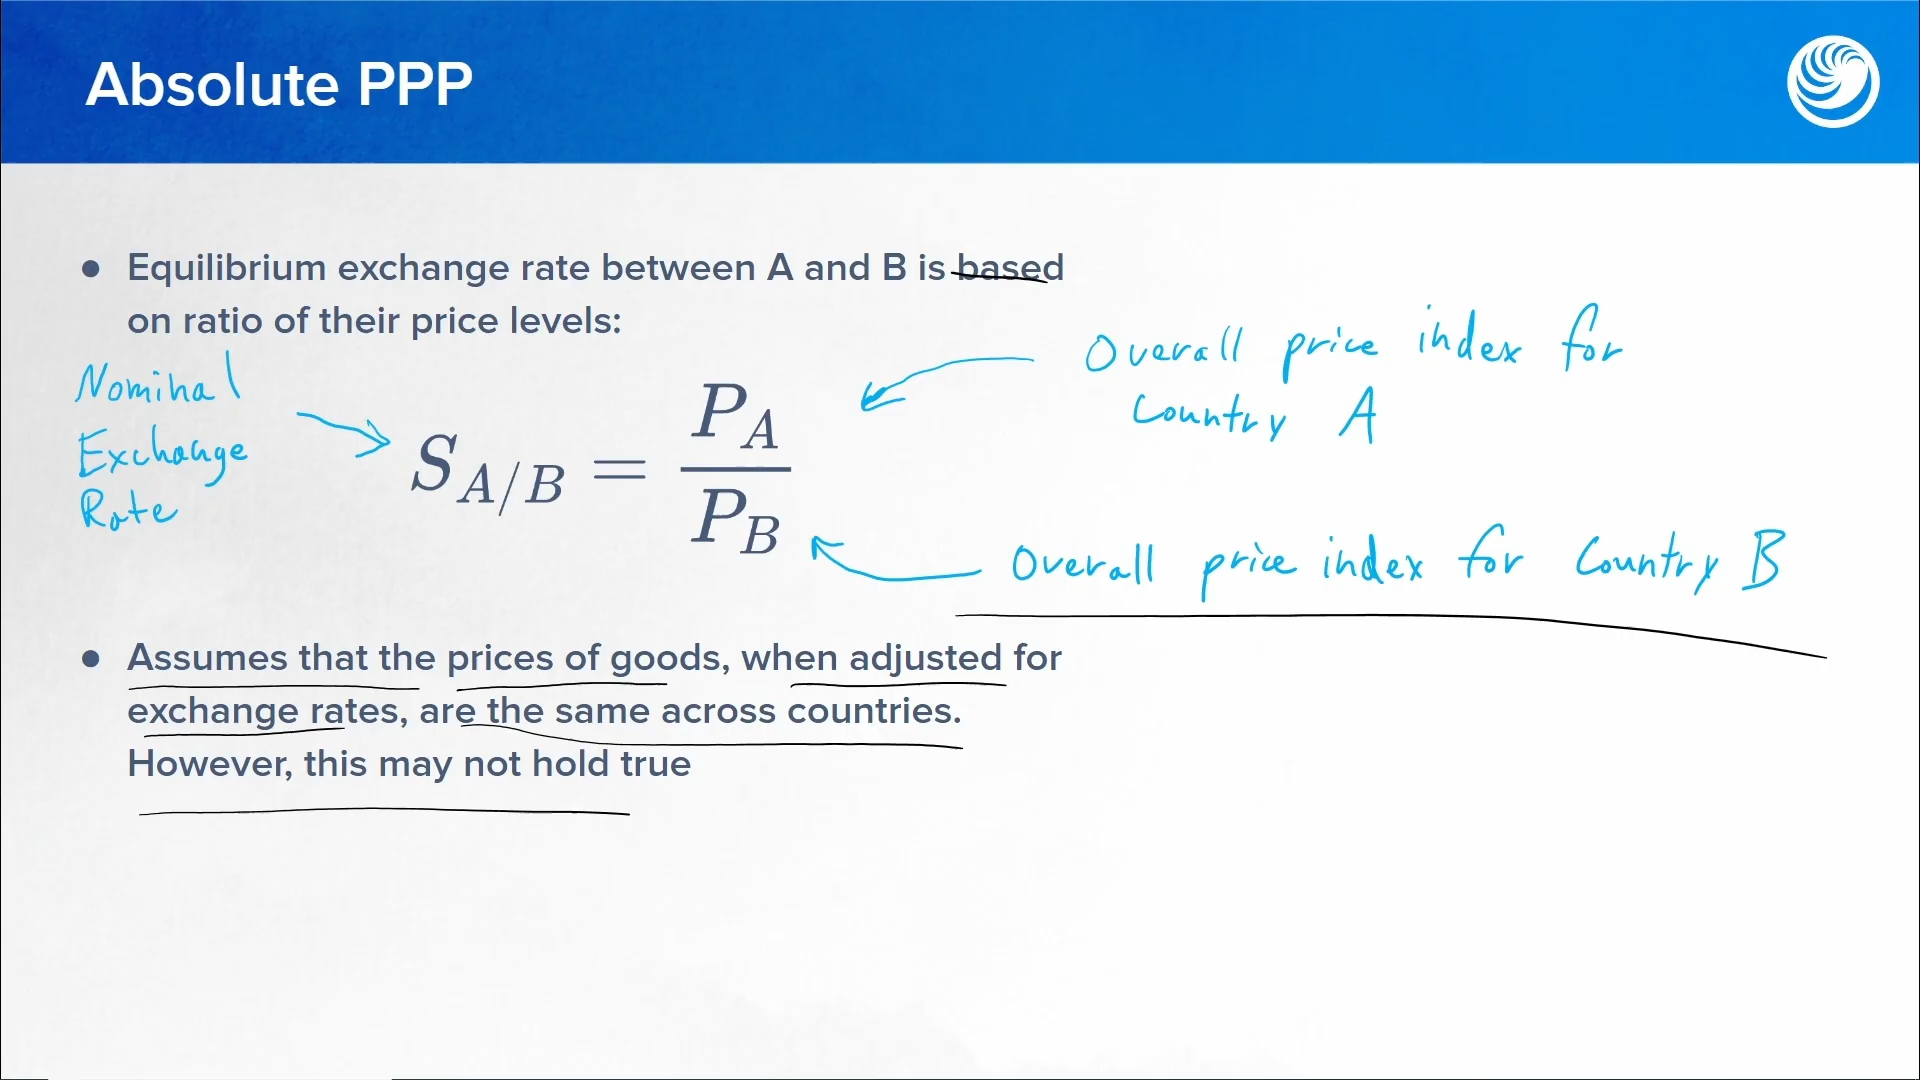 Absolute PPP
● Equilibrium exchange rate between A and B is based
on ratio of their price levels:
Nominal
Exchange
Rate
S_{A/B} = \frac{P_A}{P_B}
Overall price index for
Country A
Overall price index for Country B
● Assumes that the prices of goods, when adjusted for
exchange rates, are the same across countries.
However, this may not hold true